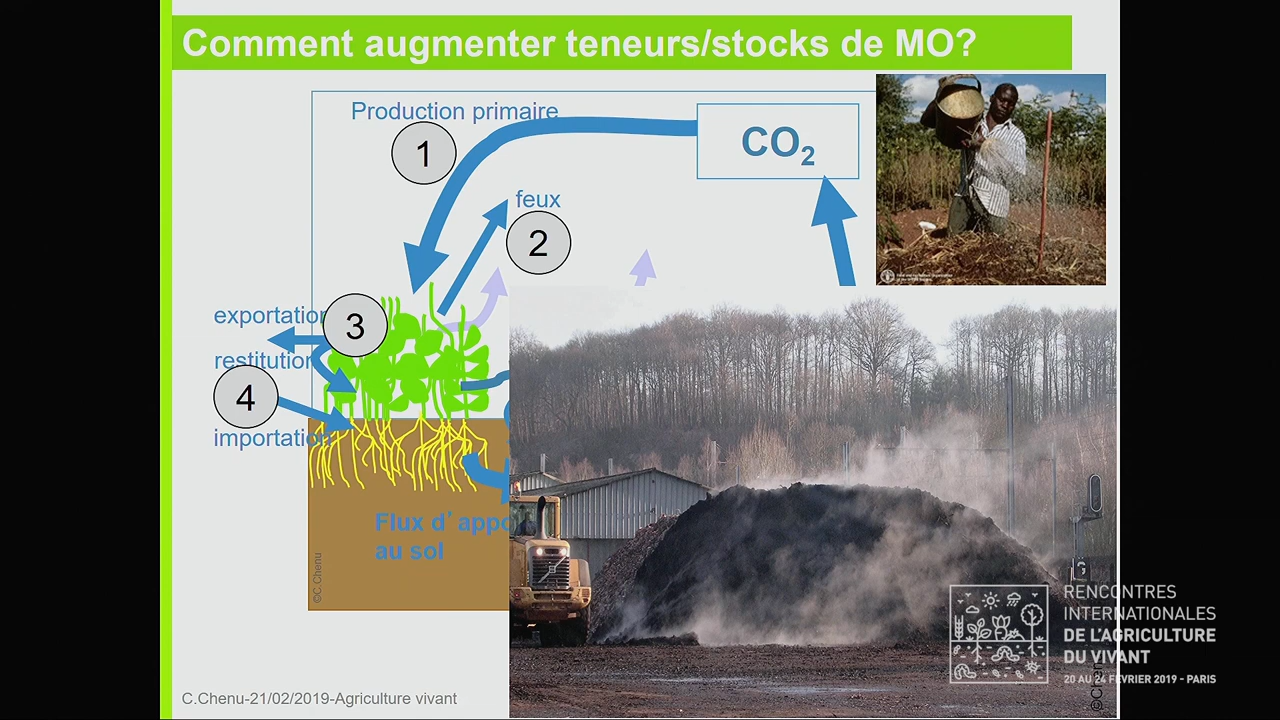 Comment augmenter teneurs/stocks de MO?
Production primaire
1
CO2
feux
2
exportation
3
restitution
4
importation
Flux d'appo
au sol
©C.Chenu
C.Chenu-21/02/2019-Agriculture vivant
RENCONTRES
INTERNATIONALES
DE L'AGRICULTURE
DU VIVANT
20 AU 24 FÉVRIER 2019 - PARIS